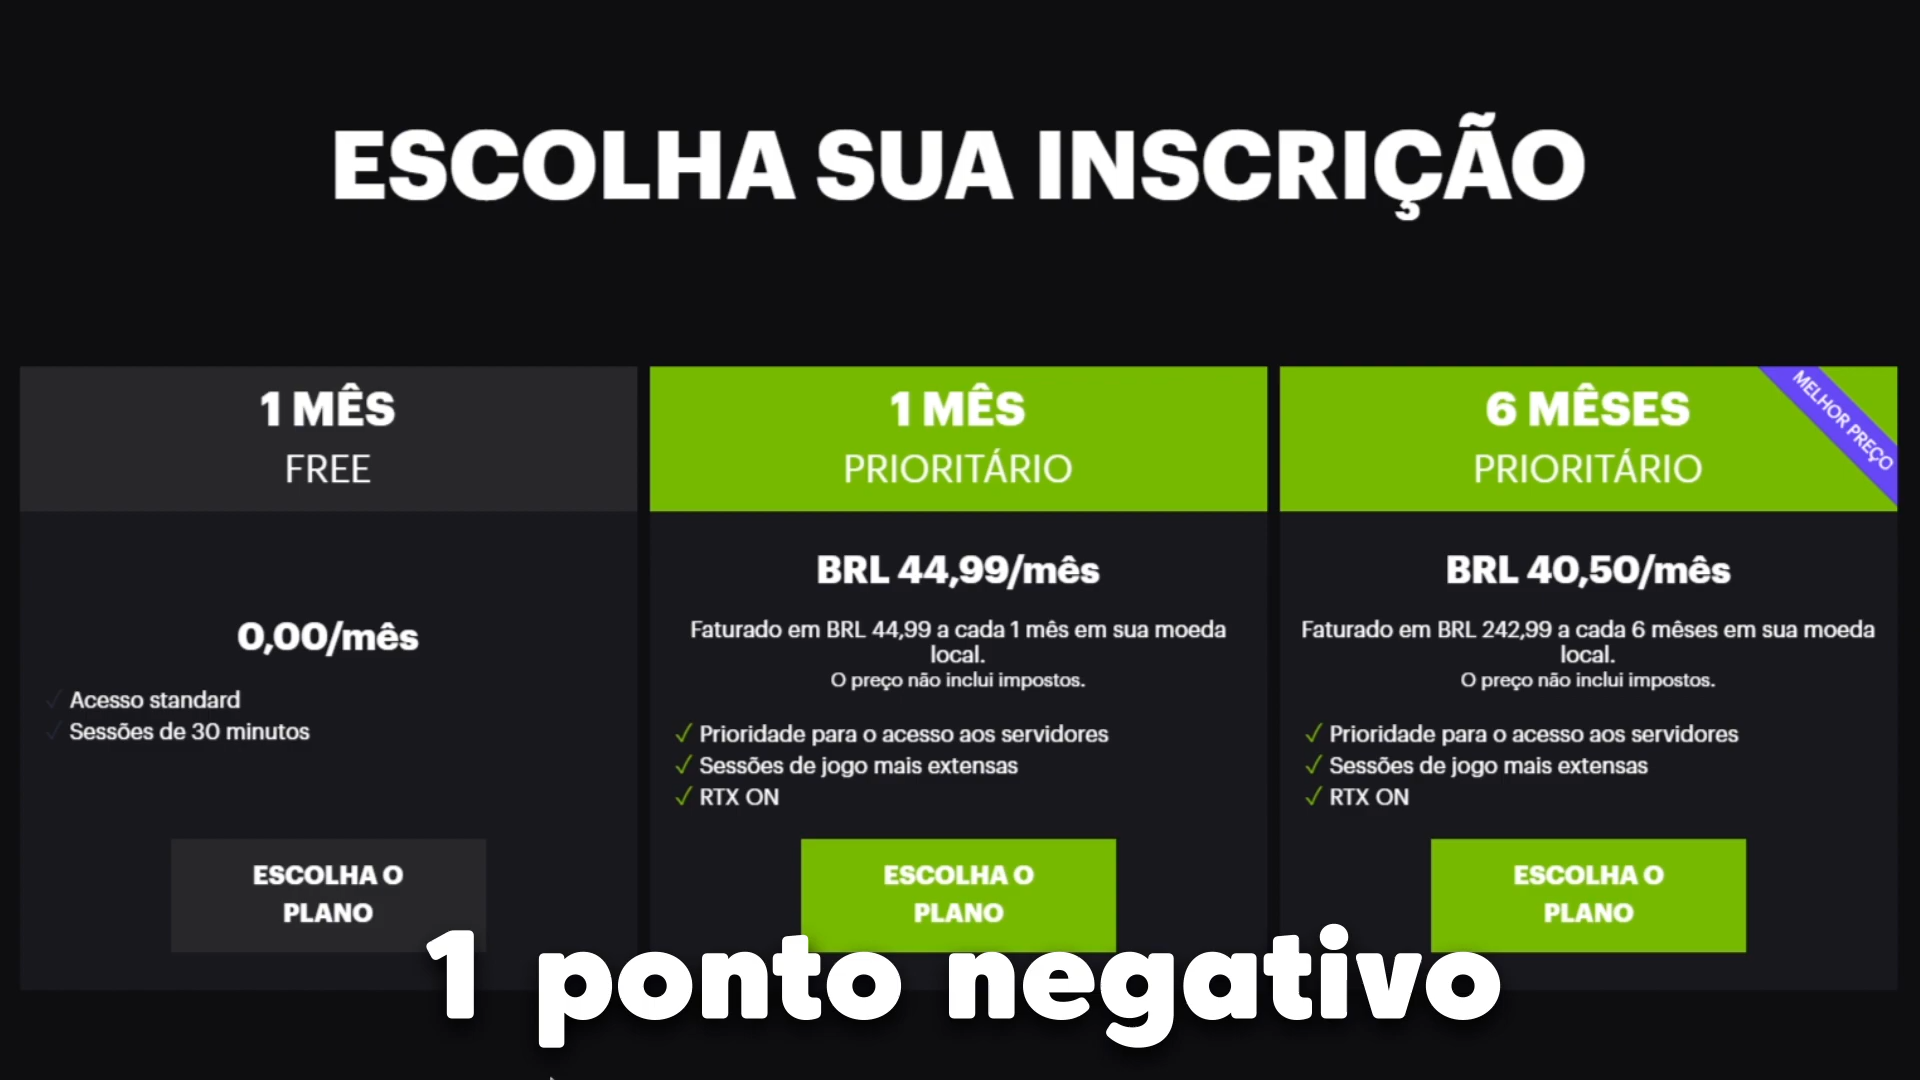 ESCOLHA SUA INSCRIÇÃO
1 MÊS
FREE
0,00/mês
✓ Acesso standard
✓ Sessões de 30 minutos
ESCOLHA O
PLANO
1 MÊS
PRIORITÁRIO
BRL 44,99/mês
Faturado em BRL 44,99 a cada 1 mês em sua moeda
local.
O preço não inclui impostos.
✓ Prioridade para o acesso aos servidores
✓ Sessões de jogo mais extensas
✓ RTX ON
ESCOLHA O
PLANO
6 MÊSES
PRIORITÁRIO
MELHOR PREÇO
BRL 40,50/mês
Faturado em BRL 242,99 a cada 6 mêses em sua moeda
local.
O preço não inclui impostos.
✓ Prioridade para o acesso aos servidores
✓ Sessões de jogo mais extensas
✓ RTX ON
ESCOLHA O
PLANO
1 ponto negativo